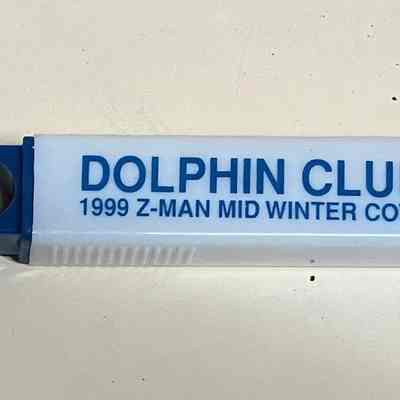 DOLPHIN CLU
1999 Z-MAN MID WINTER CO